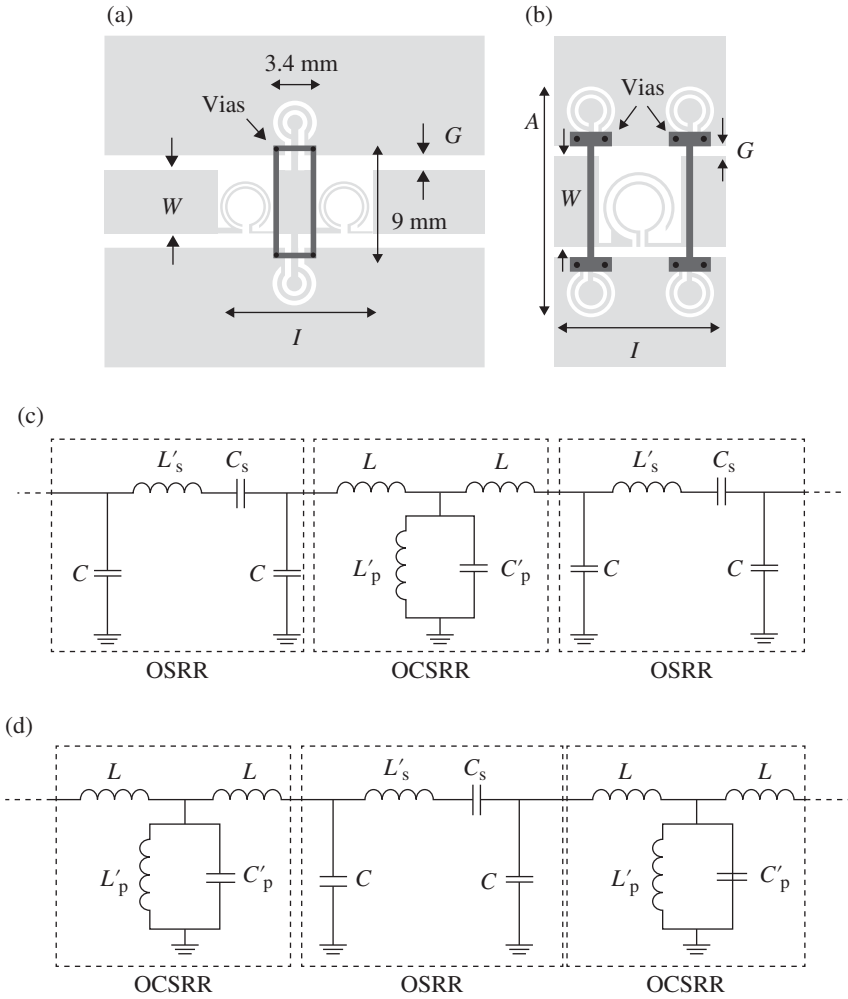 (a)
3.4 mm
Vias
G
W
9 mm
I
(b)
Vias
A
G
W
I
(c)
L′s Cs L L L′s Cs
C C L′p C′p C C
OSRR OCSRR OSRR
(d)
L L L′s Cs L L
L′p C′p C C L′p C′p
OCSRR OSRR OCSRR